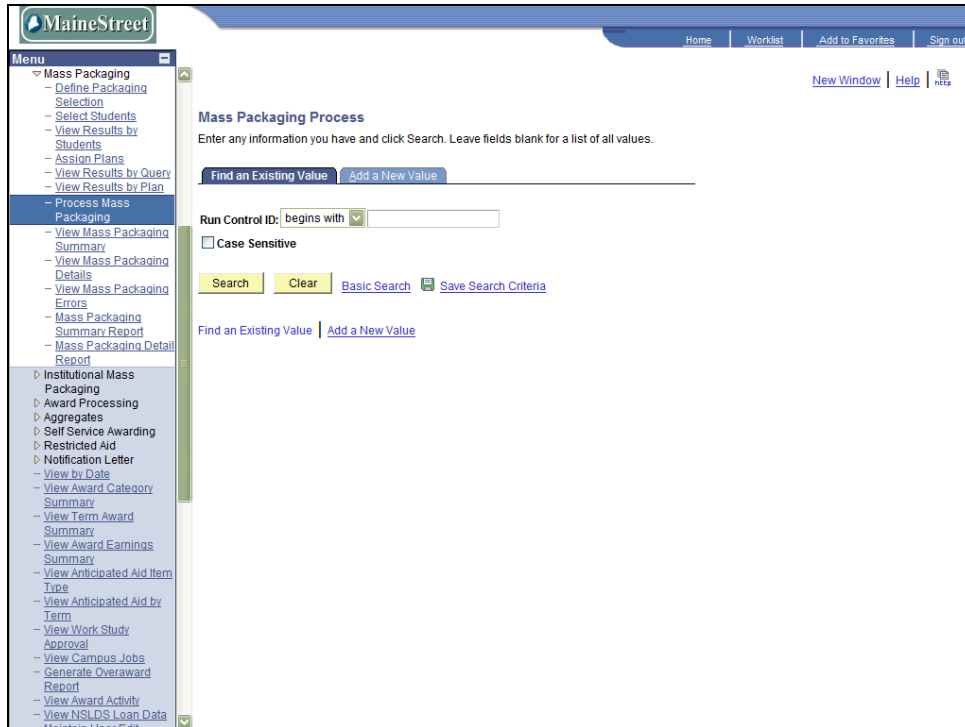 MaineStreet
Home
Worklist
Add to Favorites
Sign out
Menu
Mass Packaging
Define Packaging
Selection
Select Students
View Results by
Students
Assign Plans
View Results by Query
View Results by Plan
Process Mass
Packaging
View Mass Packaging
Summary
View Mass Packaging
Details
View Mass Packaging
Errors
Mass Packaging
Summary Report
Mass Packaging Detail
Report
Institutional Mass
Packaging
Award Processing
Aggregates
Self Service Awarding
Restricted Aid
Notification Letter
View by Date
View Award Category
Summary
View Term Award
Summary
View Award Earnings
Summary
View Anticipated Aid Item
Type
View Anticipated Aid by
Term
View Work Study
Approval
View Campus Jobs
Generate Overaward
Report
View Award Activity
View NSLDS Loan Data
Maintain User Edit
New Window
Help
http
Mass Packaging Process
Enter any information you have and click Search. Leave fields blank for a list of all values.
Find an Existing Value
Add a New Value
Run Control ID: begins with
Case Sensitive
Search
Clear
Basic Search
Save Search Criteria
Find an Existing Value
Add a New Value